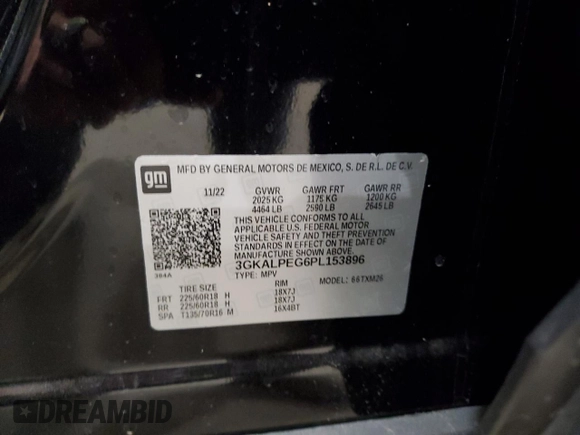 gm
MFD BY GENERAL MOTORS DE MEXICO, S. DE R.L. DE C.V.
11/22 GVWR GAWR FRT GAWR RR
2025 KG 1175 KG 1200 KG
4464 LB 2590 LB 2645 LB
THIS VEHICLE CONFORMS TO ALL
APPLICABLE U.S. FEDERAL MOTOR
VEHICLE SAFETY AND THEFT
PREVENTION STANDARDS IN EFFECT
ON THE DATE OF
MANUFACTURE SHOWN ABOVE.
3GKALPEG6PL153896
TYPE: MPV MODEL: 66TXM26
384A
TIRE SIZE RIM
FRT 225/60R18 H 18X7J
RR 225/60R18 H 18X7J
SPA T135/70R16 M 16X4BT
DREAMBID